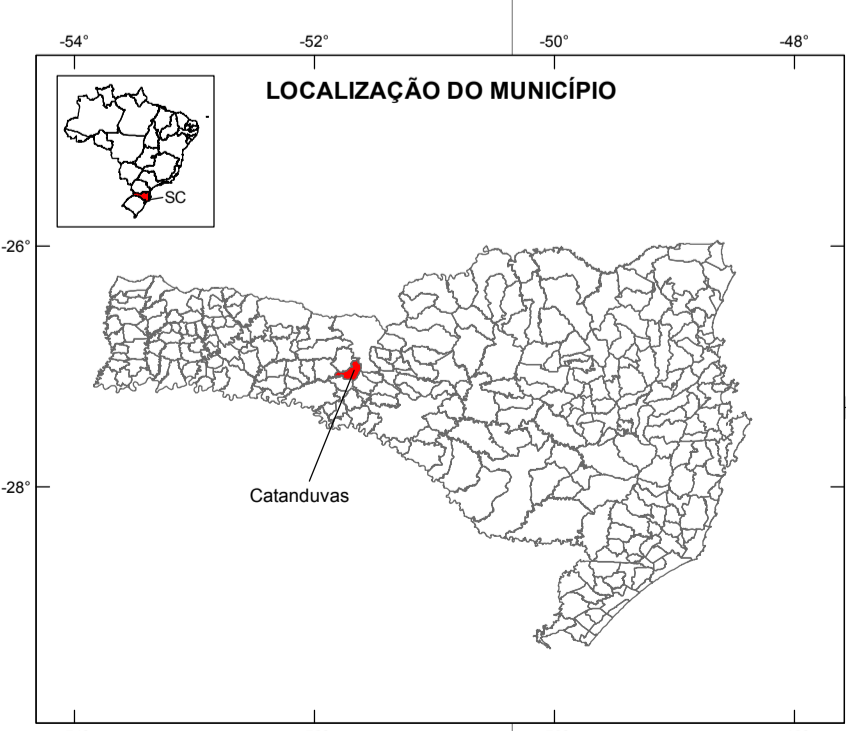 -54°
-52°
-50°
-48°
LOCALIZAÇÃO DO MUNICÍPIO
SC
-26°
-28°
Catanduvas